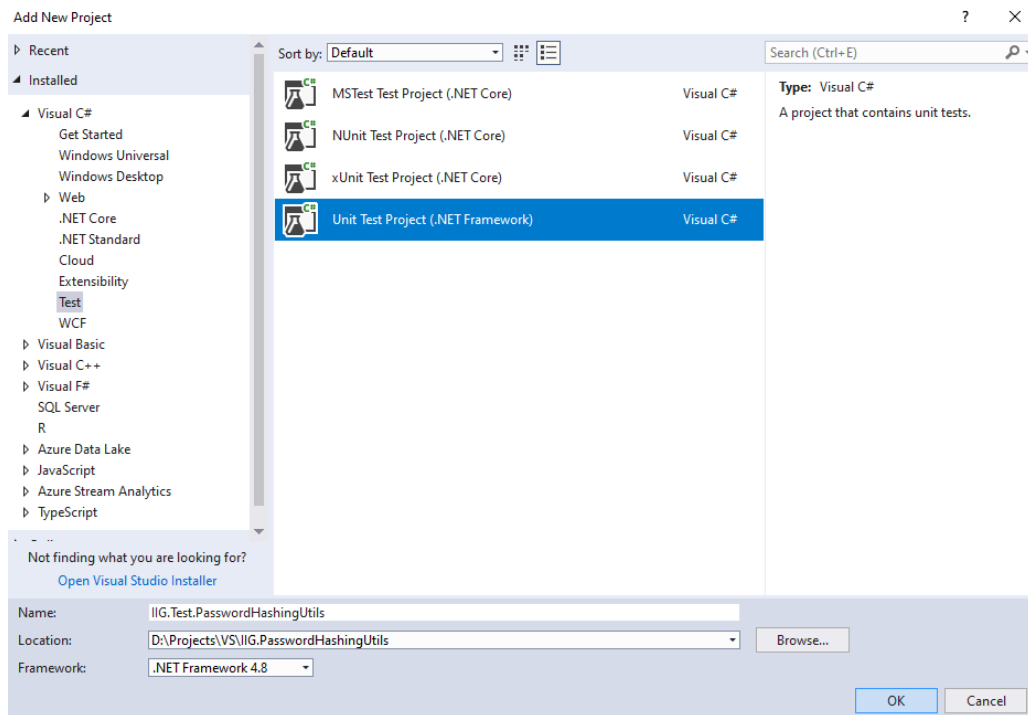 Add New Project
?
Recent
Installed
Visual C#
Get Started
Windows Universal
Windows Desktop
Web
.NET Core
.NET Standard
Cloud
Extensibility
Test
WCF
Visual Basic
Visual C++
Visual F#
SQL Server
R
Azure Data Lake
JavaScript
Azure Stream Analytics
TypeScript
Not finding what you are looking for?
Open Visual Studio Installer
Sort by: Default
C# MSTest Test Project (.NET Core) Visual C#
C# NUnit Test Project (.NET Core) Visual C#
C# xUnit Test Project (.NET Core) Visual C#
C# Unit Test Project (.NET Framework) Visual C#
Search (Ctrl+E)
Type: Visual C#
A project that contains unit tests.
Name: IIG.Test.PasswordHashingUtils
Location: D:\Projects\VS\IIG.PasswordHashingUtils
Browse...
Framework: .NET Framework 4.8
OK Cancel